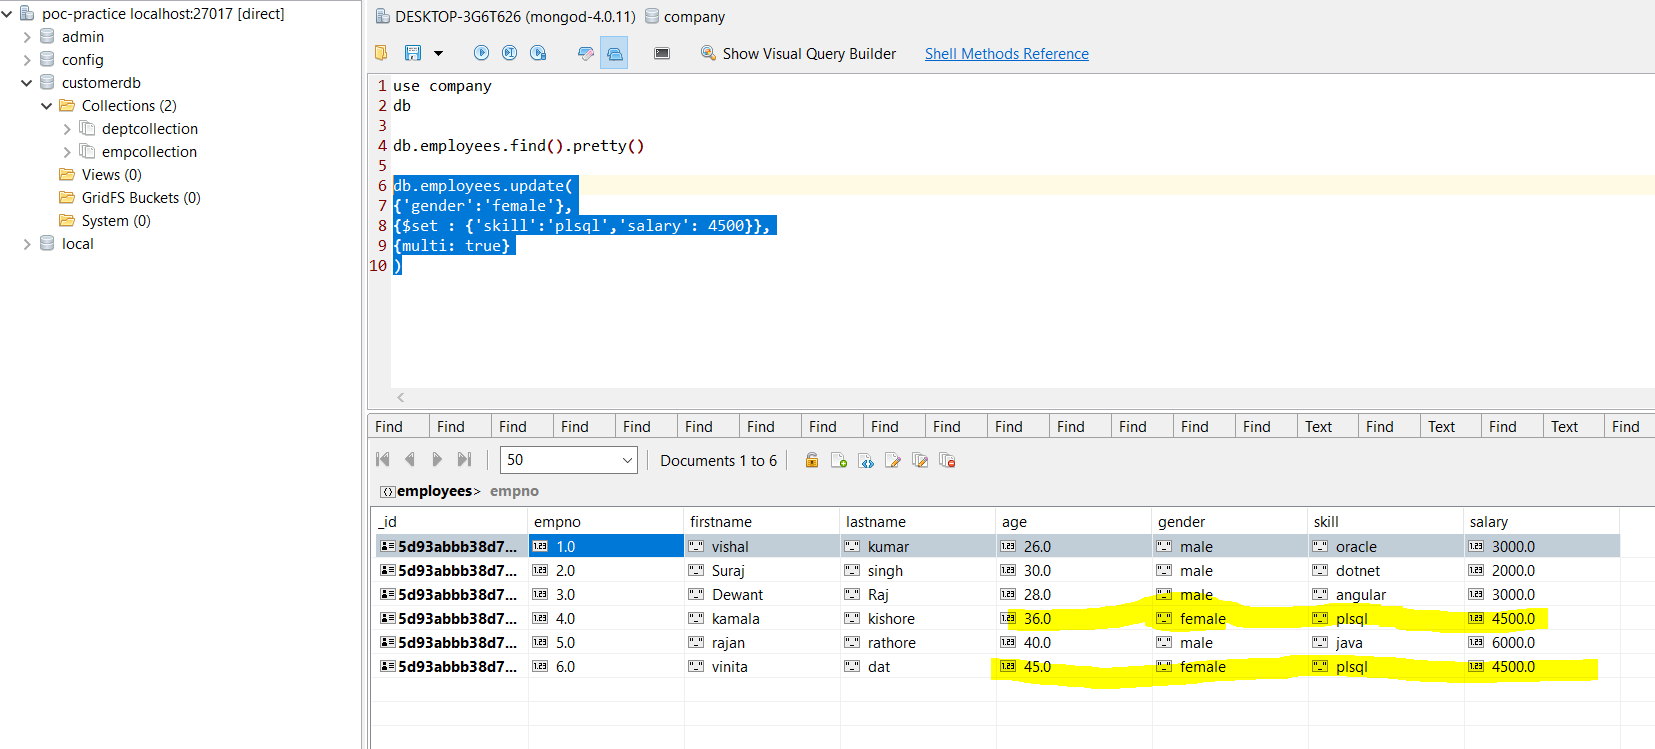 poc-practice localhost:27017 [direct]
admin
config
customerdb
Collections (2)
deptcollection
empcollection
Views (0)
GridFS Buckets (0)
System (0)
local
DESKTOP-3G6T626 (mongod-4.0.11) company
Show Visual Query Builder Shell Methods Reference
1 use company
2 db
3
4 db.employees.find().pretty()
5
6 db.employees.update(
7 {'gender':'female'},
8 {$set : {'skill':'plsql','salary': 4500}},
9 {multi: true}
10 )
Find Find Find Find Find Find Find Find Find Find Find Find Find Find Find Text Find Text Find Text Find
50 Documents 1 to 6
employees> empno
_id empno firstname lastname age gender skill salary
5d93abbb38d7... 1.0 vishal kumar 26.0 male oracle 3000.0
5d93abbb38d7... 2.0 Suraj singh 30.0 male dotnet 2000.0
5d93abbb38d7... 3.0 Dewant Raj 28.0 male angular 3000.0
5d93abbb38d7... 4.0 kamala kishore 36.0 female plsql 4500.0
5d93abbb38d7... 5.0 rajan rathore 40.0 male java 6000.0
5d93abbb38d7... 6.0 vinita dat 45.0 female plsql 4500.0